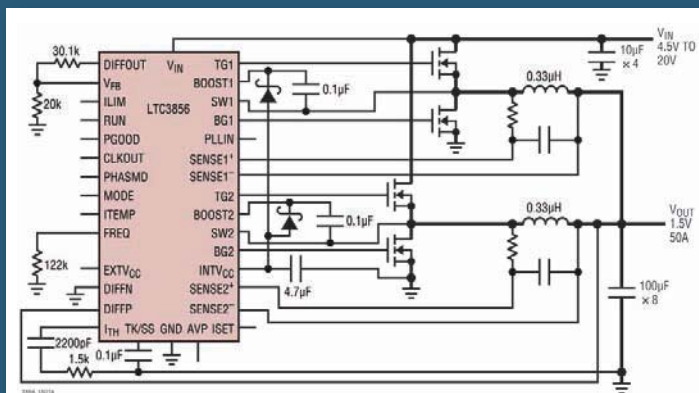 VIN
4.5V TO
20V
10µF
× 4
30.1k
20k
122k
2200pF
1.5k
0.1µF
DIFFOUT
VFB
ILIM
RUN
PGOOD
CLKOUT
PHASMD
MODE
ITEMP
FREQ
EXTVCC
DIFFN
DIFFP
ITH
TK/SS
GND
AVP
ISET
VIN
LTC3856
TG1
BOOST1
SW1
BG1
PLLIN
SENSE1+
SENSE1–
TG2
BOOST2
SW2
BG2
INTVCC
SENSE2+
SENSE2–
0.1µF
0.1µF
4.7µF
0.33µH
0.33µH
VOUT
1.5V
50A
100µF
× 8